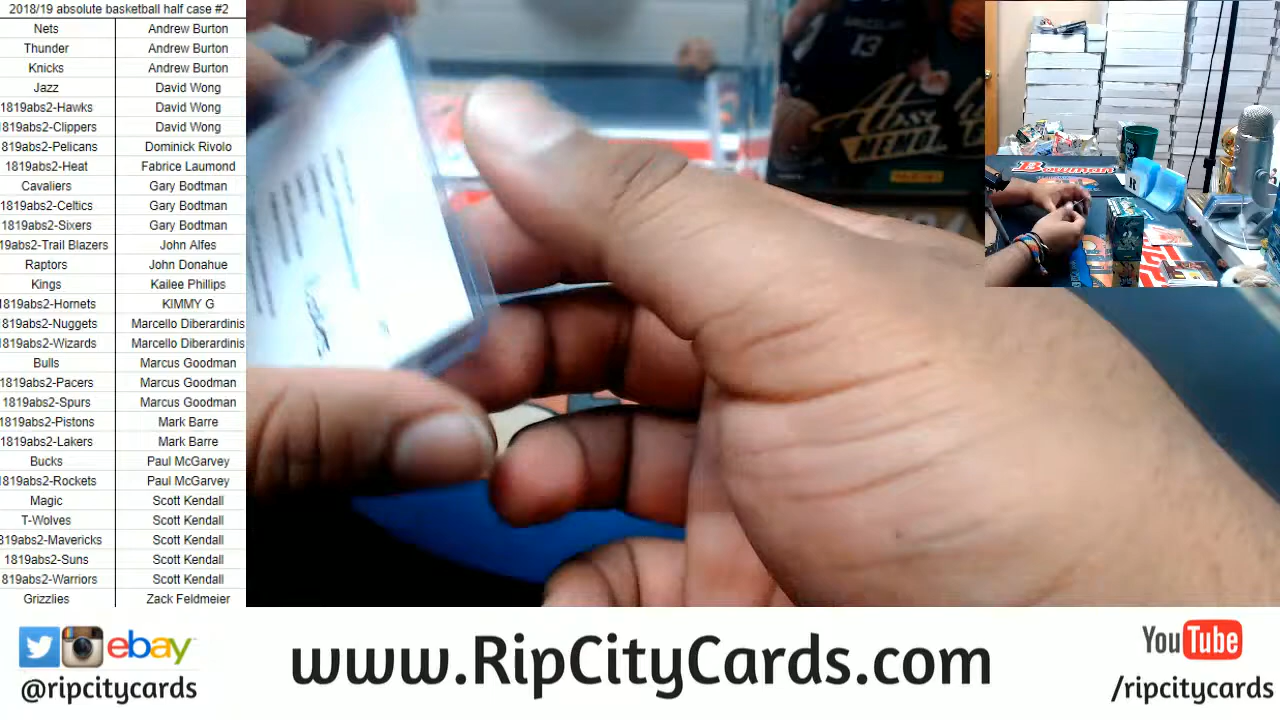 2018/19 absolute basketball half case #2
Nets Andrew Burton
Thunder Andrew Burton
Knicks Andrew Burton
Jazz David Wong
1819abs2-Hawks David Wong
1819abs2-Clippers David Wong
819abs2-Pelicans Dominick Rivolo
1819abs2-Heat Fabrice Laumond
Cavaliers Gary Bodtman
1819abs2-Celtics Gary Bodtman
1819abs2-Sixers Gary Bodtman
19abs2-Trail Blazers John Alfes
Raptors John Donahue
Kings Kailee Phillips
1819abs2-Hornets KIMMY G
819abs2-Nuggets Marcello Diberardinis
819abs2-Wizards Marcello Diberardinis
Bulls Marcus Goodman
1819abs2-Pacers Marcus Goodman
1819abs2-Spurs Marcus Goodman
1819abs2-Pistons Mark Barre
1819abs2-Lakers Mark Barre
Bucks Paul McGarvey
1819abs2-Rockets Paul McGarvey
Magic Scott Kendall
T-Wolves Scott Kendall
819abs2-Mavericks Scott Kendall
1819abs2-Suns Scott Kendall
819abs2-Warriors Scott Kendall
Grizzlies Zack Feldmeier
13
Bowman
ebay
@ripcitycards
www.RipCityCards.com
YouTube
/ripcitycards